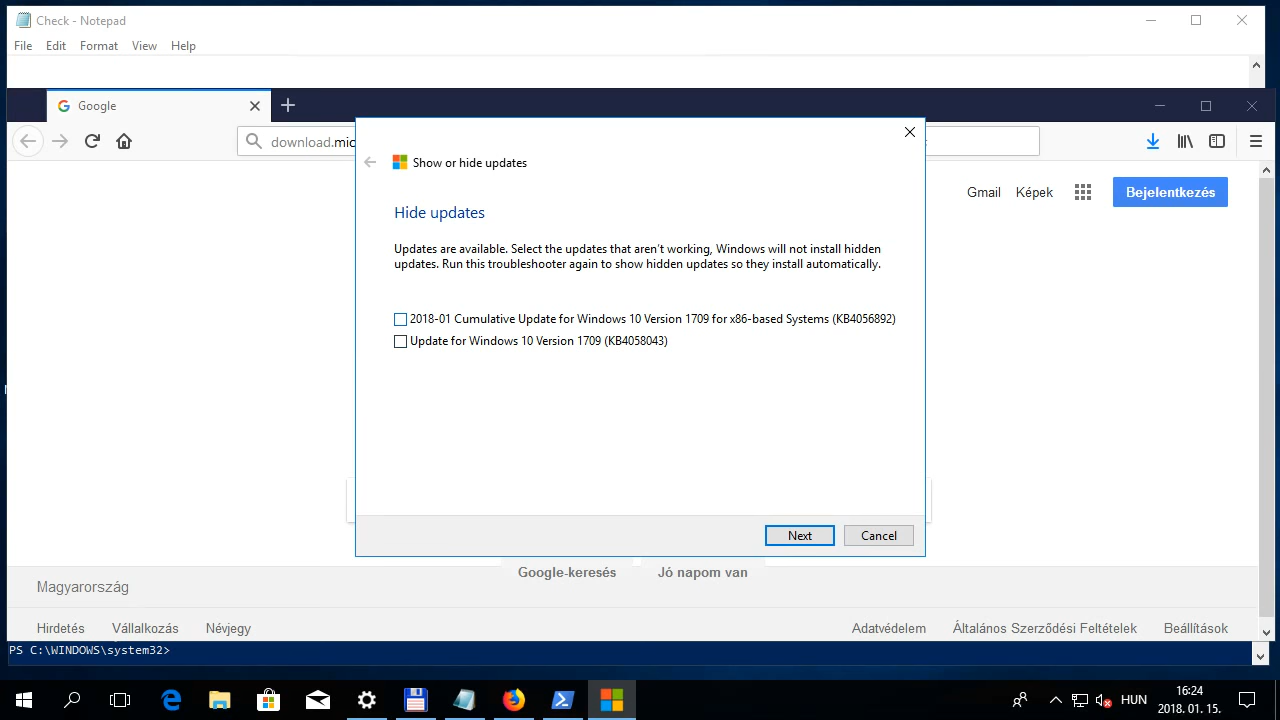 Check - Notepad
File Edit Format View Help
Google
download.mic
Show or hide updates
Gmail Képek Bejelentkezés
Hide updates
Updates are available. Select the updates that aren't working, Windows will not install hidden
updates. Run this troubleshooter again to show hidden updates so they install automatically.
2018-01 Cumulative Update for Windows 10 Version 1709 for x86-based Systems (KB4056892)
Update for Windows 10 Version 1709 (KB4058043)
Next Cancel
Google-keresés Jó napom van
Magyarország
Hirdetés Vállalkozás Névjegy Adatvédelem Általános Szerződési Feltételek Beállítások
PS C:\WINDOWS\system32>
HUN
16:24
2018. 01. 15.